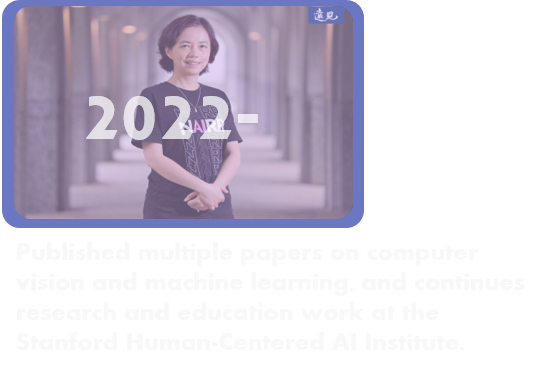 遠見
2022-
NAIRR
Published multiple papers on computer
vision and machine learning, and continues
research and education work at the
Stanford Human-Centered AI Institute.